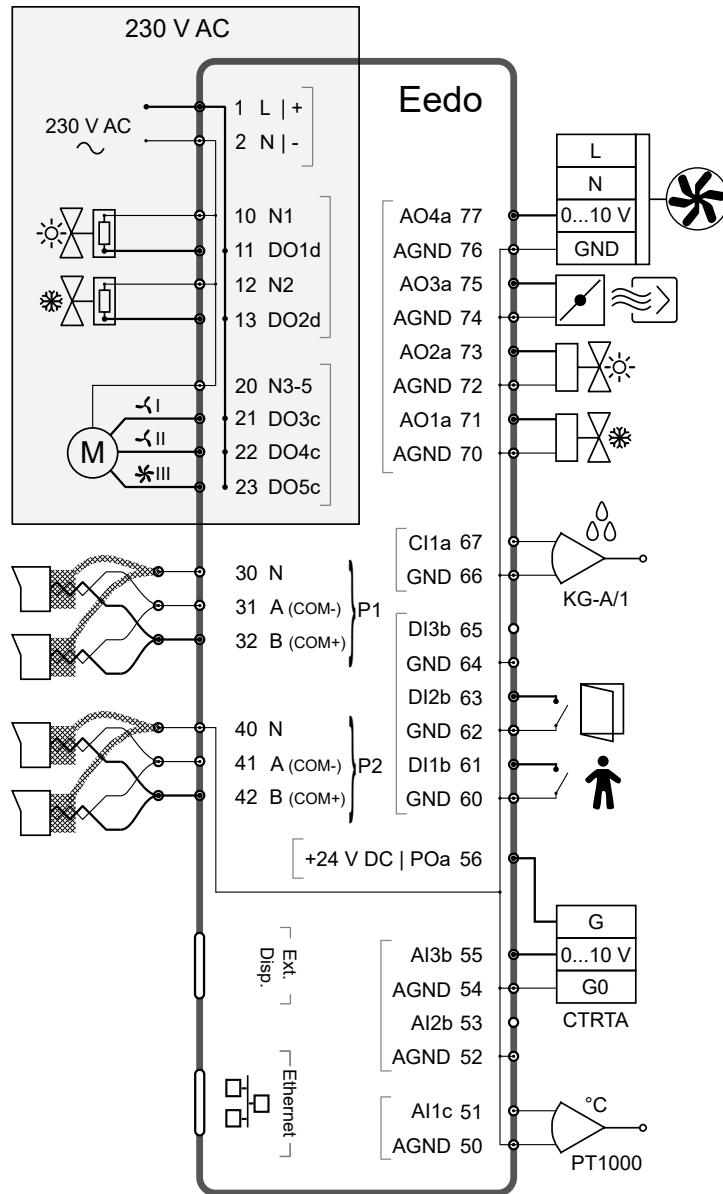 230 V AC
Eedo
1 L | +
230 V AC
2 N | -
10 N1
11 DO1d
12 N2
13 DO2d
20 N3-5
I
21 DO3c
II
22 DO4c
M
III
23 DO5c
30 N
31 A (COM-)
P1
32 B (COM+)
40 N
41 A (COM-)
P2
42 B (COM+)
Ext.
Disp.
Ethernet
L
N
AO4a 77
0...10 V
AGND 76
GND
AO3a 75
AGND 74
AO2a 73
AGND 72
AO1a 71
AGND 70
CI1a 67
GND 66
KG-A/1
DI3b 65
GND 64
DI2b 63
GND 62
DI1b 61
GND 60
+24 V DC | POa 56
G
AI3b 55
0...10 V
AGND 54
G0
CTRTA
AI2b 53
AGND 52
AI1c 51
°C
AGND 50
PT1000